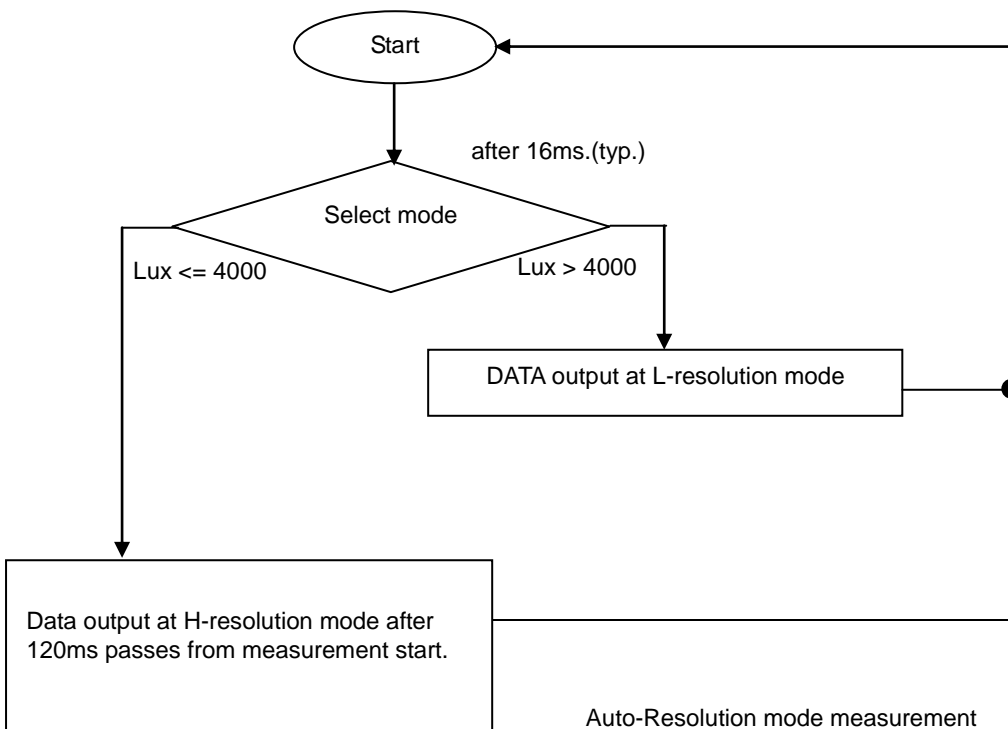 Start
after 16ms.(typ.)
Select mode
Lux <= 4000
Lux > 4000
DATA output at L-resolution mode
Data output at H-resolution mode after
120ms passes from measurement start.
Auto-Resolution mode measurement